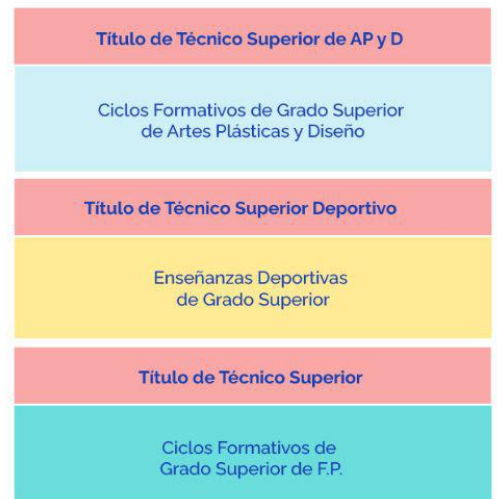 Título de Técnico Superior de AP y D
Ciclos Formativos de Grado Superior
de Artes Plásticas y Diseño
Título de Técnico Superior Deportivo
Enseñanzas Deportivas
de Grado Superior
Título de Técnico Superior
Ciclos Formativos de
Grado Superior de F.P.